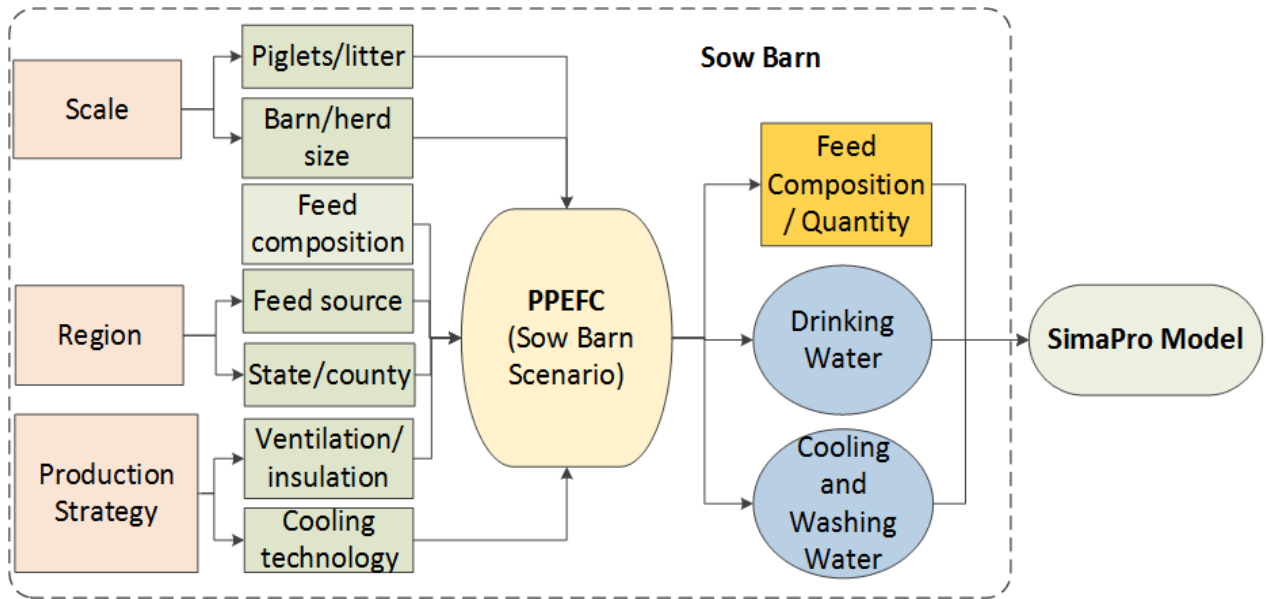 Sow Barn
Scale
Piglets/litter
Barn/herd
size
Feed
composition
Region
Feed source
State/county
Production
Strategy
Ventilation/
insulation
Cooling
technology
PPEFC
(Sow Barn
Scenario)
Feed
Composition
/ Quantity
Drinking
Water
Cooling
and
Washing
Water
SimaPro Model